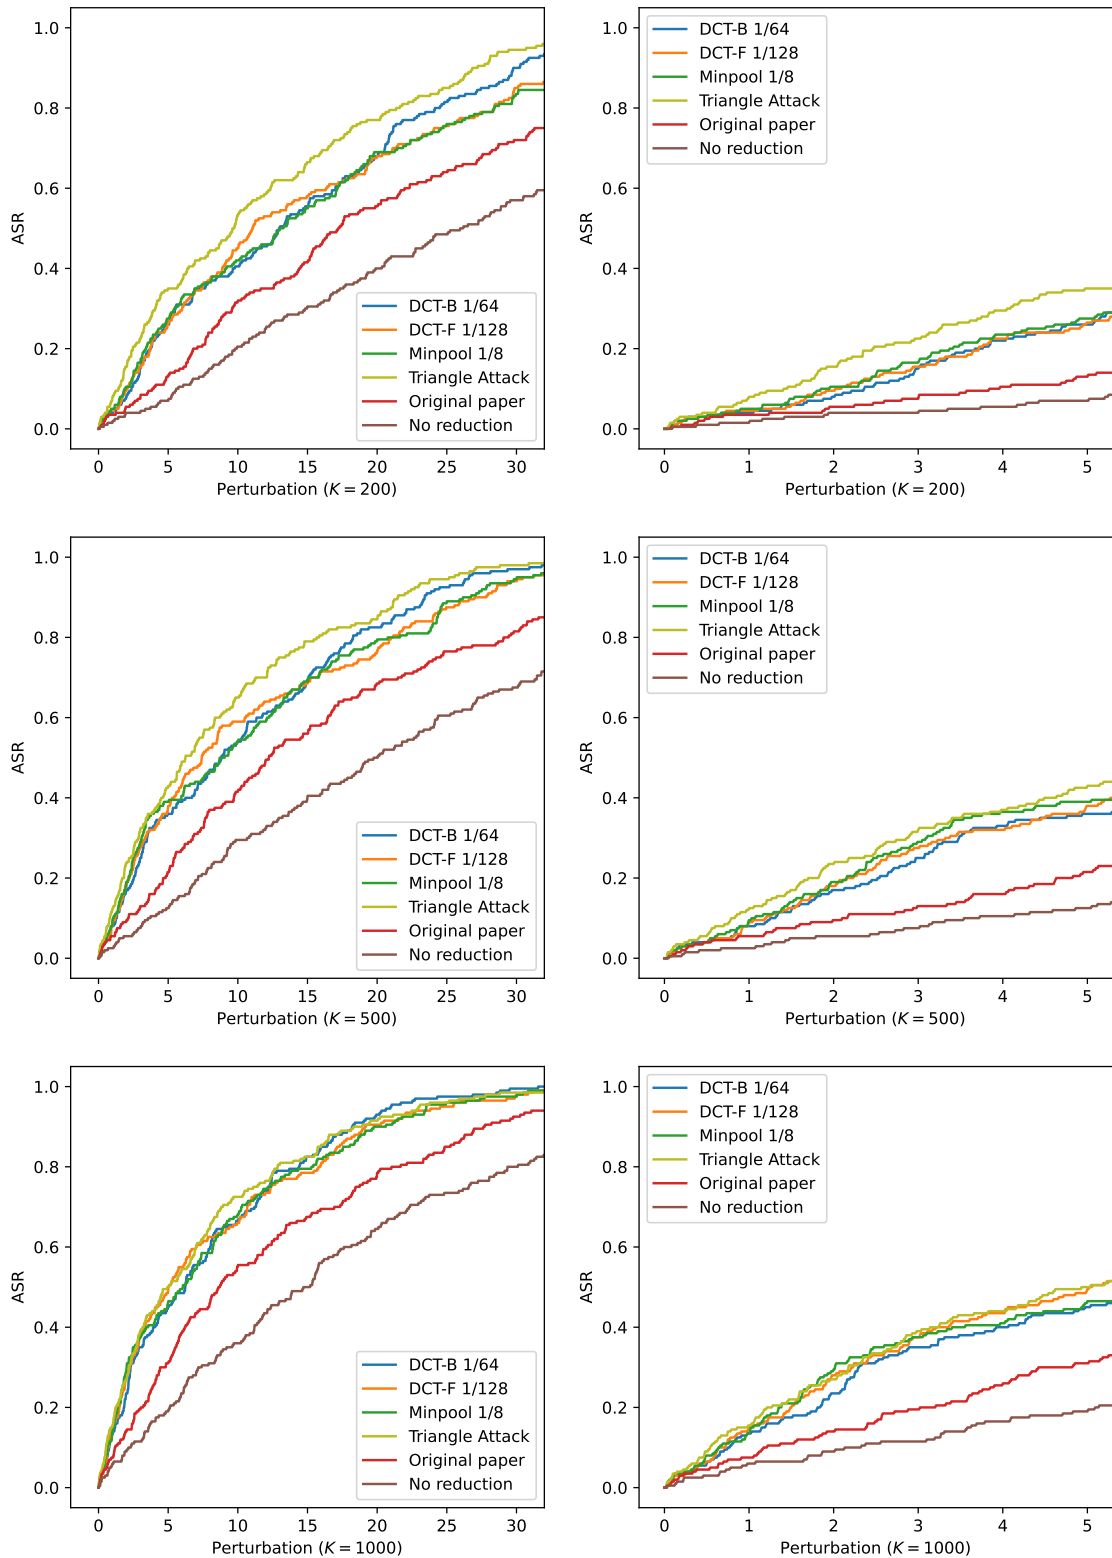 1.0
0.8
0.6
0.4
0.2
0.0
ASR
0 5 10 15 20 25 30
Perturbation (K = 200)
DCT-B 1/64
DCT-F 1/128
Minpool 1/8
Triangle Attack
Original paper
No reduction
1.0
0.8
0.6
0.4
0.2
0.0
ASR
0 1 2 3 4 5
Perturbation (K = 200)
DCT-B 1/64
DCT-F 1/128
Minpool 1/8
Triangle Attack
Original paper
No reduction
1.0
0.8
0.6
0.4
0.2
0.0
ASR
0 5 10 15 20 25 30
Perturbation (K = 500)
DCT-B 1/64
DCT-F 1/128
Minpool 1/8
Triangle Attack
Original paper
No reduction
1.0
0.8
0.6
0.4
0.2
0.0
ASR
0 1 2 3 4 5
Perturbation (K = 500)
DCT-B 1/64
DCT-F 1/128
Minpool 1/8
Triangle Attack
Original paper
No reduction
1.0
0.8
0.6
0.4
0.2
0.0
ASR
0 5 10 15 20 25 30
Perturbation (K = 1000)
DCT-B 1/64
DCT-F 1/128
Minpool 1/8
Triangle Attack
Original paper
No reduction
1.0
0.8
0.6
0.4
0.2
0.0
ASR
0 1 2 3 4 5
Perturbation (K = 1000)
DCT-B 1/64
DCT-F 1/128
Minpool 1/8
Triangle Attack
Original paper
No reduction